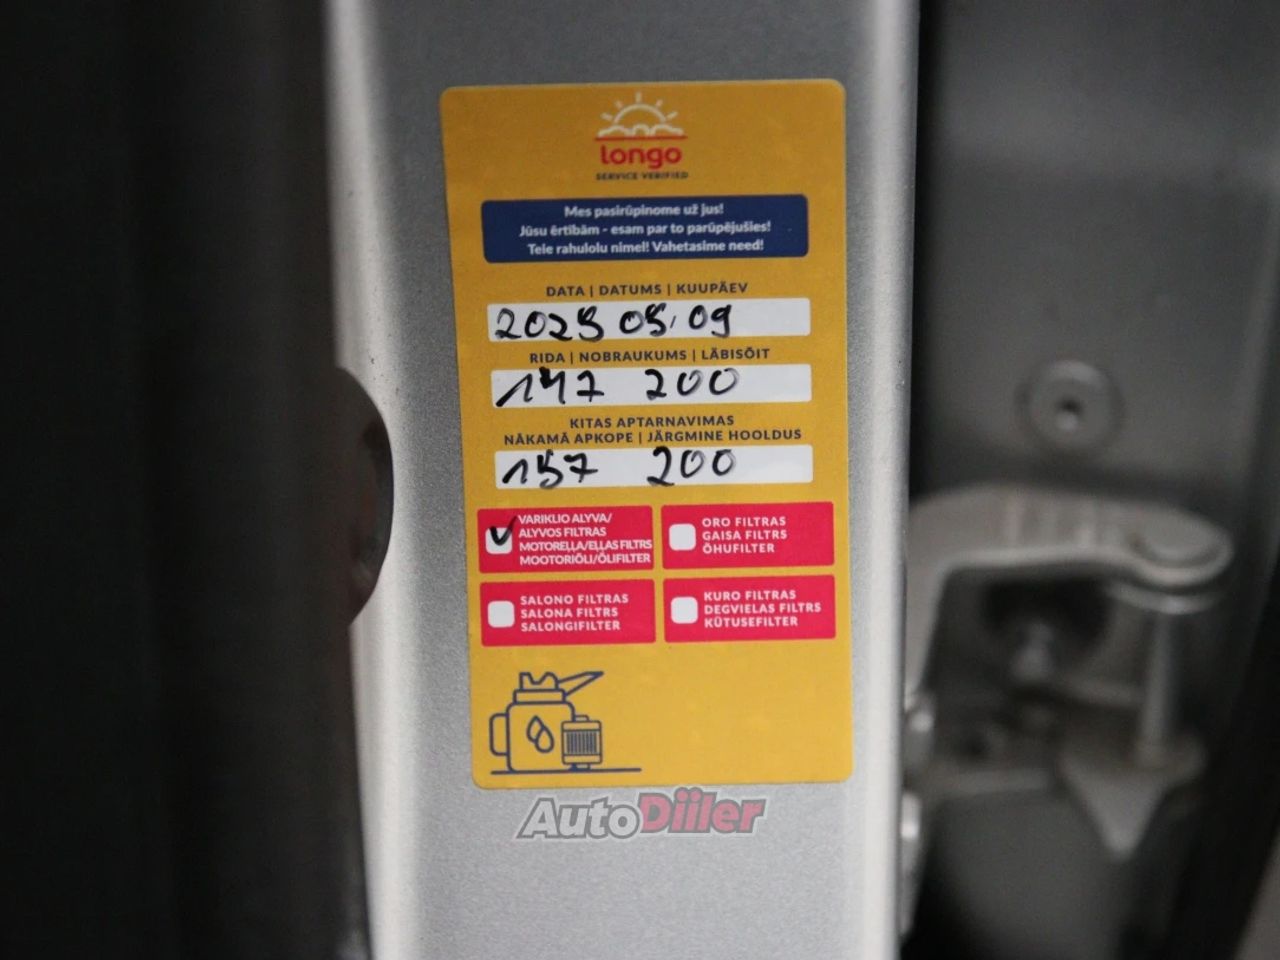 longo
SERVICE VERIFIED
Mes pasirūpinome už jus!
Jūsu ērtībām - esam par to parūpējušies!
Teie rahulolu nimel! Vahetasime need!
DATA | DATUMS | KUUPÄEV
2025 05. 09
RIDA | NOBRAUKUMS | LÄBISÕIT
147 200
KITAS APTARNAVIMAS
NĀKAMĀ APKOPE | JÄRGMINE HOOLDUS
157 200
VARIKLIO ALYVA/
ALYVOS FILTRAS
MOTOREĻĻA/EĻĻAS FILTRS
MOOTORIÕLI/ÕLIFILTER
ORO FILTRAS
GAISA FILTRS
ÕHUFILTER
SALONO FILTRAS
SALONA FILTRS
SALONGIFILTER
KURO FILTRAS
DEGVIELAS FILTRS
KÜTUSEFILTER
AutoDiiler